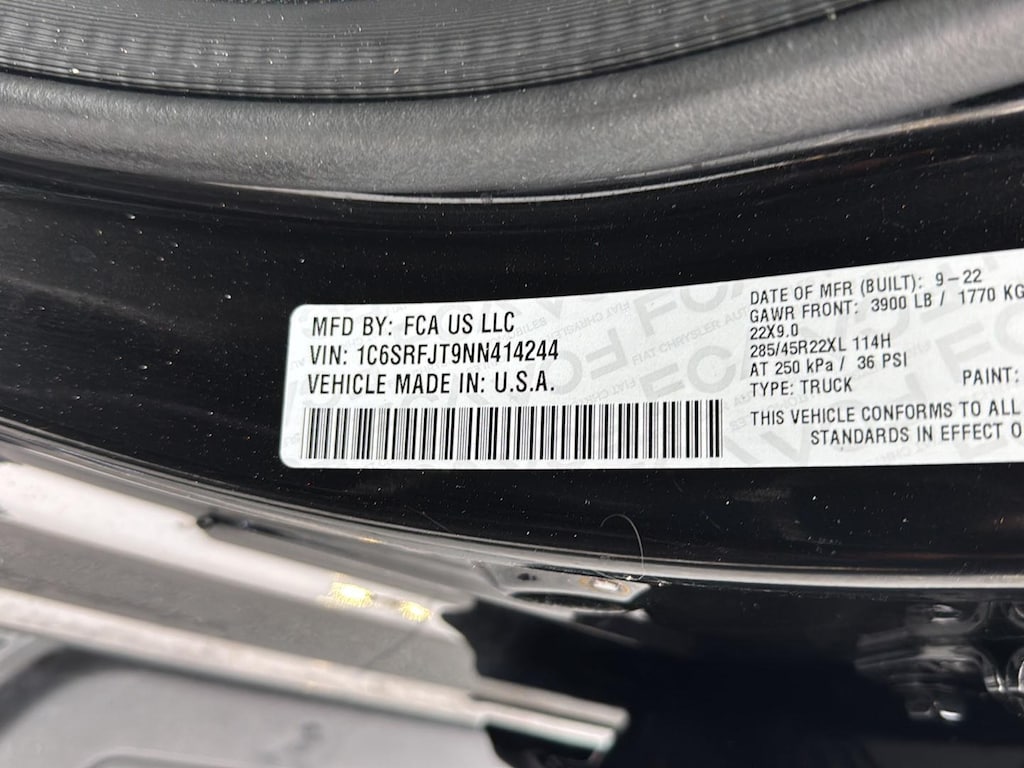 MFD BY: FCA US LLC
VIN: 1C6SRFJT9NN414244
VEHICLE MADE IN: U.S.A.
DATE OF MFR (BUILT): 9-22
GAWR FRONT: 3900 LB / 1770 KG
22X9.0
285/45R22XL 114H
AT 250 kPa / 36 PSI
TYPE: TRUCK PAINT:
THIS VEHICLE CONFORMS TO ALL
STANDARDS IN EFFECT O